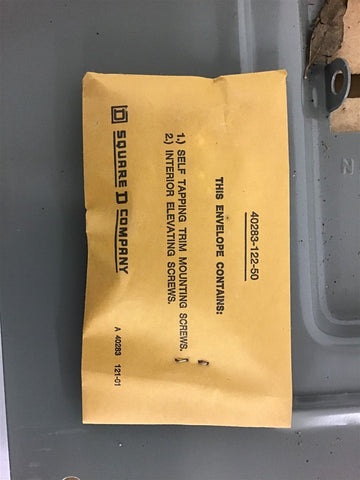 40283-122-50
THIS ENVELOPE CONTAINS:
1.) SELF TAPPING TRIM MOUNTING SCREWS.
2.) INTERIOR ELEVATING SCREWS.
D SQUARE D COMPANY
A 40283 121-01